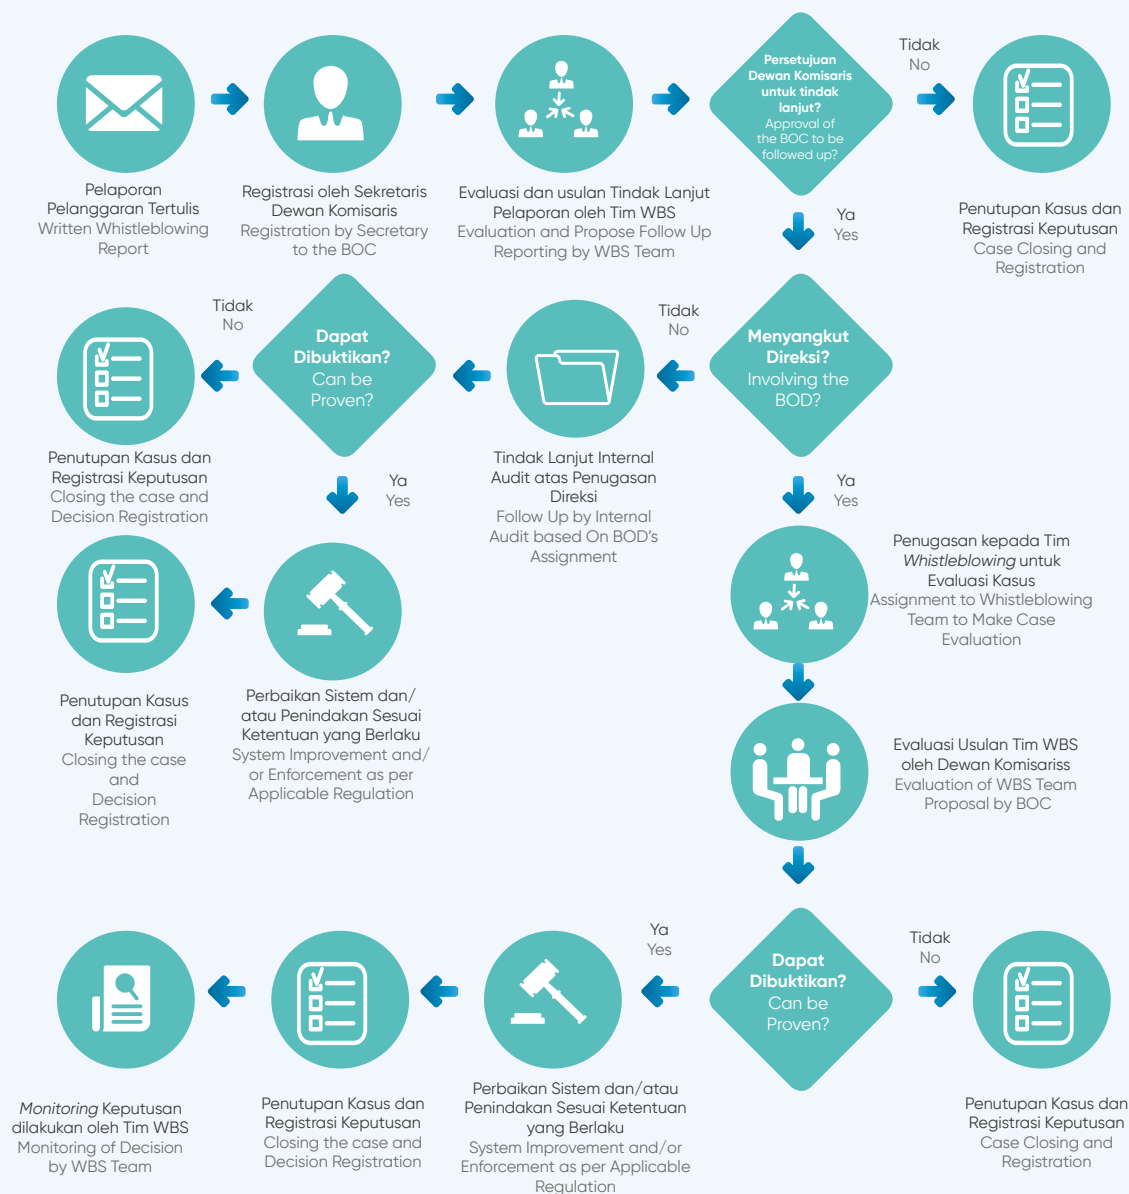 Pelaporan
Pelanggaran Tertulis
Written Whistleblowing
Report
Registrasi oleh Sekretaris
Dewan Komisaris
Registration by Secretary
to the BOC
Evaluasi dan usulan Tindak Lanjut
Pelaporan oleh Tim WBS
Evaluation and Propose Follow Up
Reporting by WBS Team
Persetujuan
Dewan Komisaris
untuk tindak
lanjut?
Approval of
the BOC to be
followed up?
Tidak
No
Penutupan Kasus dan
Registrasi Keputusan
Case Closing and
Registration
Ya
Yes
Menyangkut
Direksi?
Involving the
BOD?
Tidak
No
Tindak Lanjut Internal
Audit atas Penugasan
Direksi
Follow Up by Internal
Audit based On BOD's
Assignment
Dapat
Dibuktikan?
Can be
Proven?
Tidak
No
Penutupan Kasus dan
Registrasi Keputusan
Closing the case and
Decision Registration
Ya
Yes
Perbaikan Sistem dan/
atau Penindakan Sesuai
Ketentuan yang Berlaku
System Improvement and/
or Enforcement as per
Applicable Regulation
Penutupan Kasus
dan Registrasi
Keputusan
Closing the case
and
Decision
Registration
Ya
Yes
Penugasan kepada Tim
Whistleblowing untuk
Evaluasi Kasus
Assignment to Whistleblowing
Team to Make Case
Evaluation
Evaluasi Usulan Tim WBS
oleh Dewan Komisariss
Evaluation of WBS Team
Proposal by BOC
Dapat
Dibuktikan?
Can be
Proven?
Tidak
No
Penutupan Kasus dan
Registrasi Keputusan
Case Closing and
Registration
Ya
Yes
Perbaikan Sistem dan/atau
Penindakan Sesuai Ketentuan
yang Berlaku
System Improvement and/or
Enforcement as per Applicable
Regulation
Penutupan Kasus dan
Registrasi Keputusan
Closing the case and
Decision Registration
Monitoring Keputusan
dilakukan oleh Tim WBS
Monitoring of Decision
by WBS Team